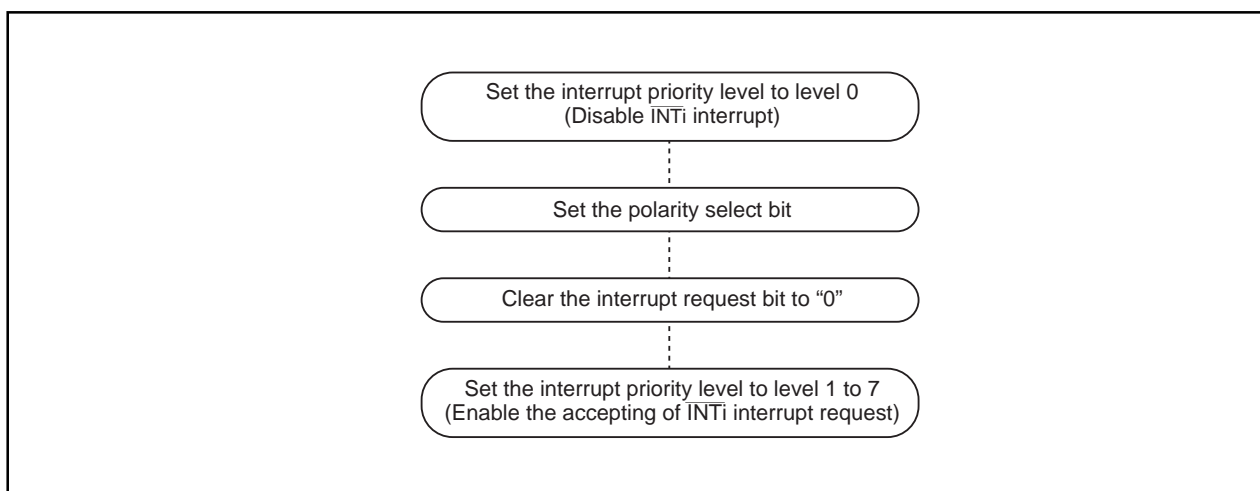 Set the interrupt priority level to level 0
(Disable INTi interrupt)
Set the polarity select bit
Clear the interrupt request bit to “0”
Set the interrupt priority level to level 1 to 7
(Enable the accepting of INTi interrupt request)